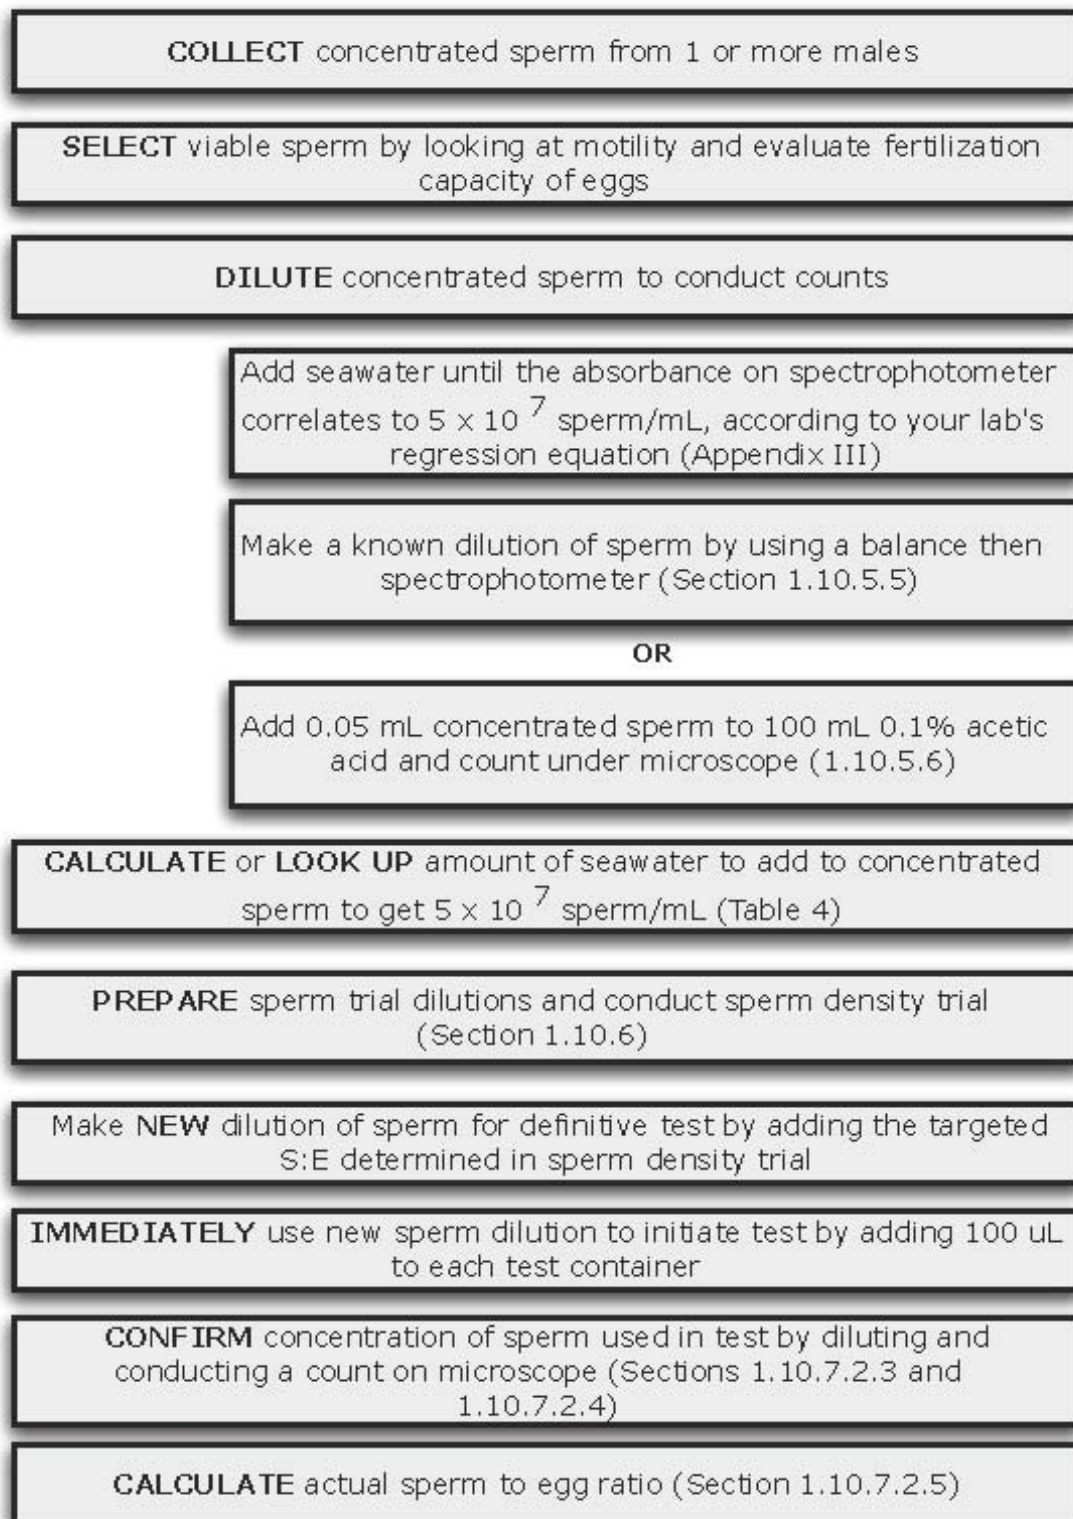 COLLECT concentrated sperm from 1 or more males
SELECT viable sperm by looking at motility and evaluate fertilization
capacity of eggs
DILUTE concentrated sperm to conduct counts
Add seawater until the absorbance on spectrophotometer
correlates to 5 x 10 7 sperm/mL, according to your lab's
regression equation (Appendix III)
Make a known dilution of sperm by using a balance then
spectrophotometer (Section 1.10.5.5)
OR
Add 0.05 mL concentrated sperm to 100 mL 0.1% acetic
acid and count under microscope (1.10.5.6)
CALCULATE or LOOK UP amount of seawater to add to concentrated
sperm to get 5 x 10 7 sperm/mL (Table 4)
PREPARE sperm trial dilutions and conduct sperm density trial
(Section 1.10.6)
Make NEW dilution of sperm for definitive test by adding the targeted
S:E determined in sperm density trial
IMMEDIATELY use new sperm dilution to initiate test by adding 100 uL
to each test container
CONFIRM concentration of sperm used in test by diluting and
conducting a count on microscope (Sections 1.10.7.2.3 and
1.10.7.2.4)
CALCULATE actual sperm to egg ratio (Section 1.10.7.2.5)